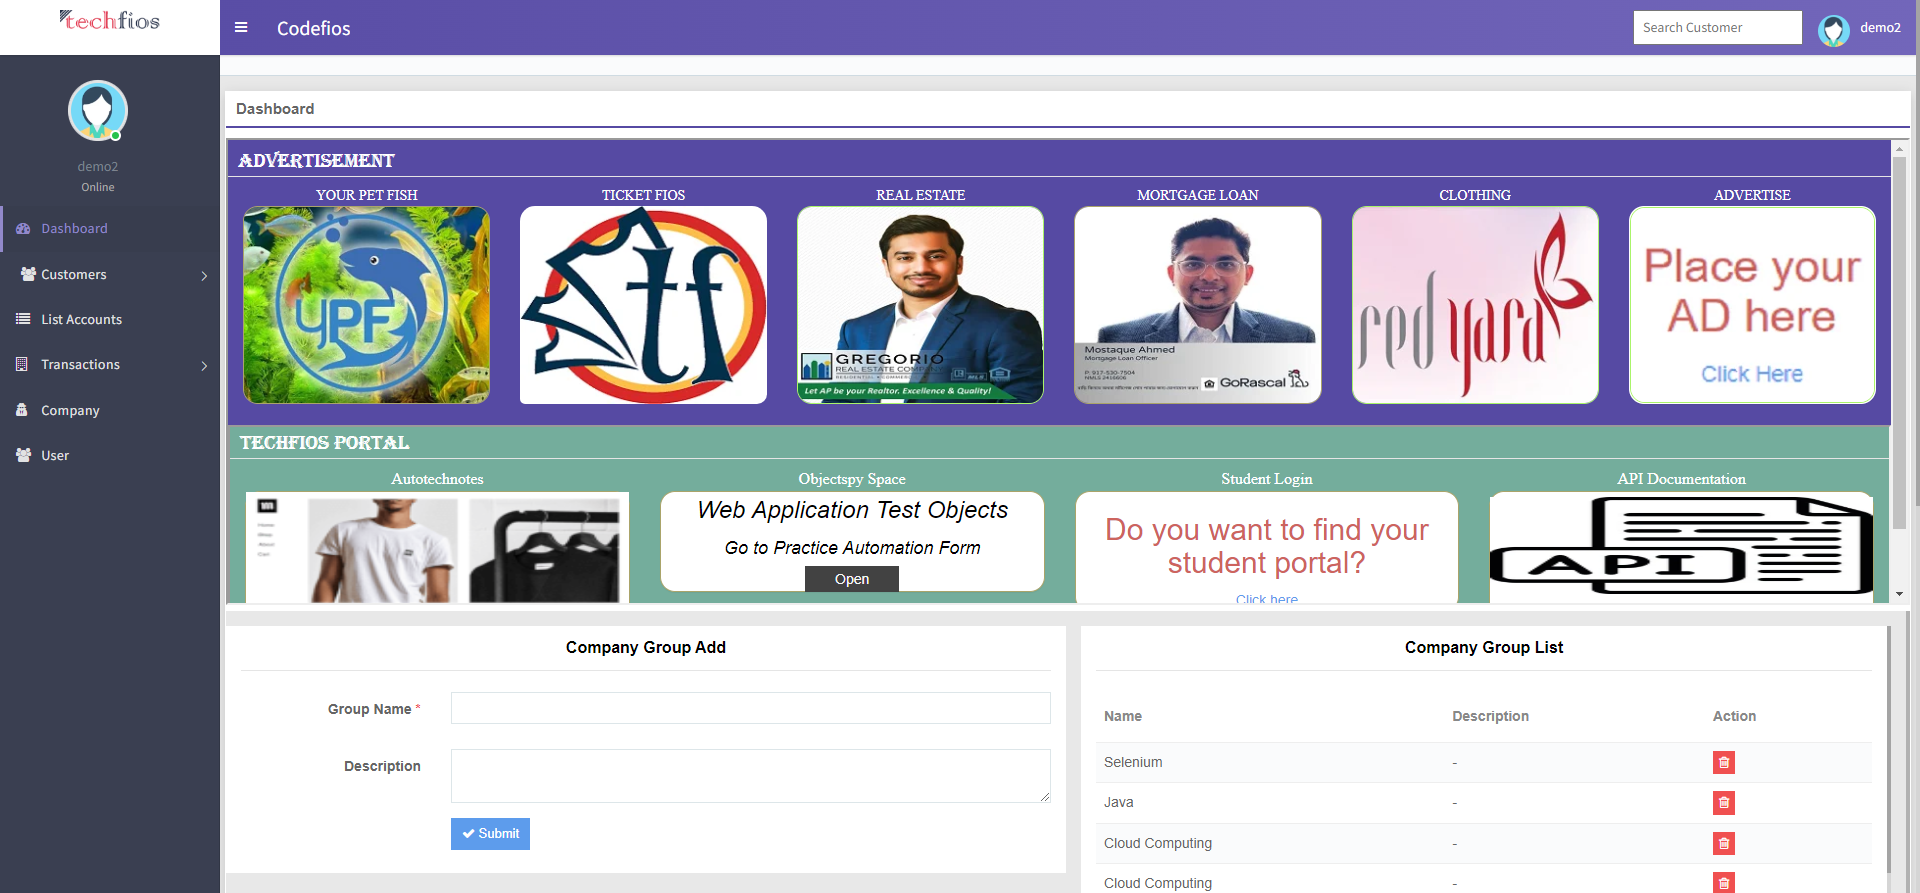 techfios
Codefios
Search Customer
demo2
demo2
Online
Dashboard
Customers
List Accounts
Transactions
Company
User
Dashboard
ADVERTISEMENT
YOUR PET FISH
TICKET FIOS
REAL ESTATE
MORTGAGE LOAN
CLOTHING
ADVERTISE
YPF
tf
GREGORIO
REAL ESTATE COMPANY
RESIDENTIAL & COMMERCIAL
Let AP be your Realtor. Excellence & Quality!
Mostaque Ahmed
Mortgage Loan Officer
P: 917-530-7504
GoRascal
red yard
Place your
AD here
Click Here
TECHFIOS PORTAL
Autotechnotes
Objectspy Space
Student Login
API Documentation
Web Application Test Objects
Go to Practice Automation Form
Open
Do you want to find your
student portal?
Click here
API
Company Group Add
Group Name *
Description
Submit
Company Group List
Name Description Action
Selenium -
Java -
Cloud Computing -
Cloud Computing -